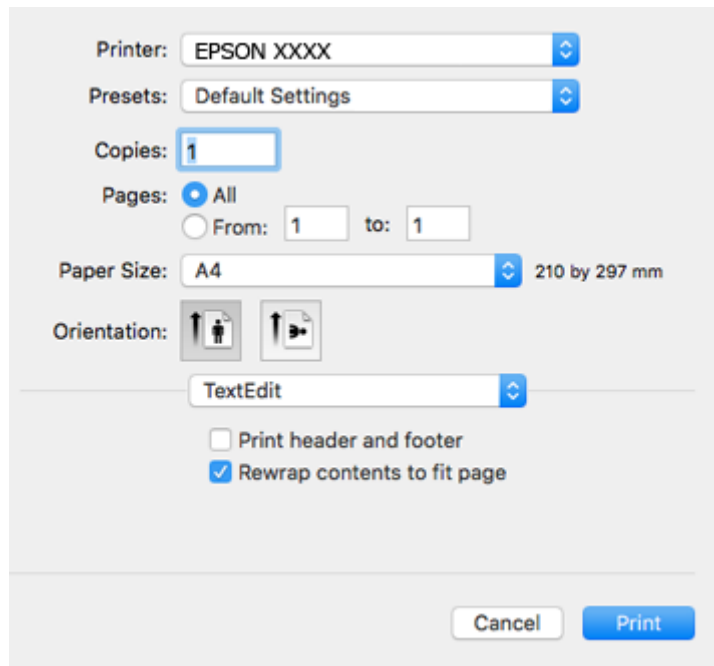 Printer: EPSON XXXX
Presets: Default Settings
Copies: 1
Pages: All
From: 1 to: 1
Paper Size: A4 210 by 297 mm
Orientation:
TextEdit
Print header and footer
Rewrap contents to fit page
Cancel Print